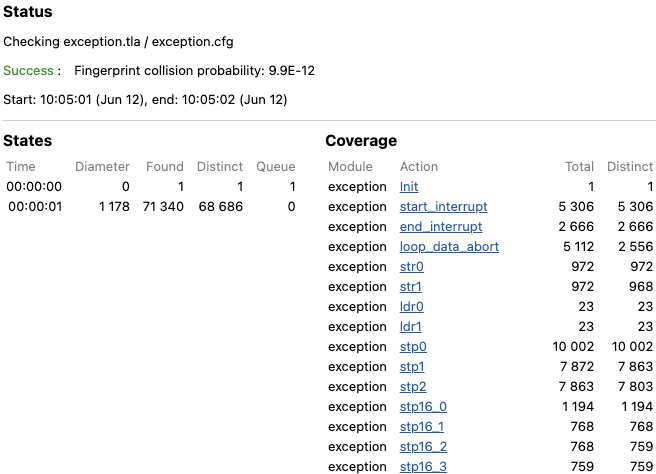 Status
Checking exception.tla / exception.cfg
Success : Fingerprint collision probability: 9.9E-12
Start: 10:05:01 (Jun 12), end: 10:05:02 (Jun 12)
States
Time Diameter Found Distinct Queue
00:00:00 0 1 1 1
00:00:01 1 178 71 340 68 686 0
Coverage
Module Action Total Distinct
exception Init 1 1
exception start_interrupt 5 306 5 306
exception end_interrupt 2 666 2 666
exception loop_data_abort 5 112 2 556
exception str0 972 972
exception str1 972 968
exception ldr0 23 23
exception ldr1 23 23
exception stp0 10 002 10 002
exception stp1 7 872 7 863
exception stp2 7 863 7 803
exception stp16_0 1 194 1 194
exception stp16_1 768 768
exception stp16_2 768 759
exception stp16_3 759 759